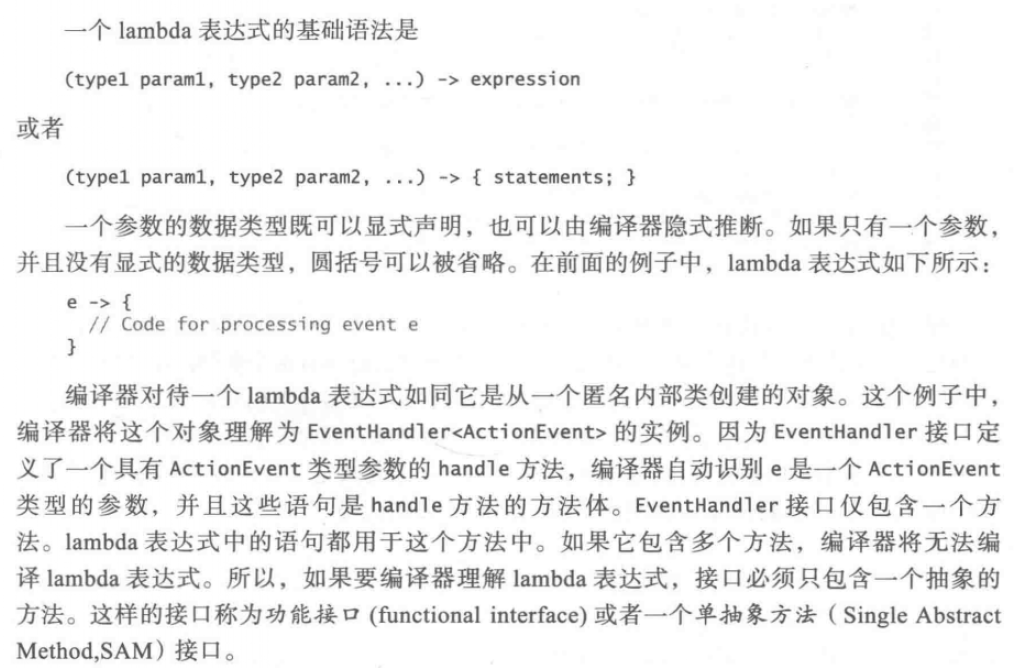 一个 lambda 表达式的基础语法是
(type1 param1, type2 param2, ...) -> expression
或者
(type1 param1, type2 param2, ...) -> { statements; }
一个参数的数据类型既可以显式声明，也可以由编译器隐式推断。如果只有一个参数，
并且没有显式的数据类型，圆括号可以被省略。在前面的例子中，lambda 表达式如下所示：
e -> {
// Code for processing event e
}
编译器对待一个 lambda 表达式如同它是从一个匿名内部类创建的对象。这个例子中，
编译器将这个对象理解为 EventHandler<ActionEvent> 的实例。因为 EventHandler 接口定
义了一个具有 ActionEvent 类型参数的 handle 方法，编译器自动识别 e 是一个 ActionEvent
类型的参数，并且这些语句是 handle 方法的方法体。EventHandler 接口仅包含一个方
法。lambda 表达式中的语句都用于这个方法中。如果它包含多个方法，编译器将无法编
译 lambda 表达式。所以，如果要编译器理解 lambda 表达式，接口必须只包含一个抽象的
方法。这样的接口称为功能接口 (functional interface) 或者一个单抽象方法（Single Abstract
Method,SAM）接口。